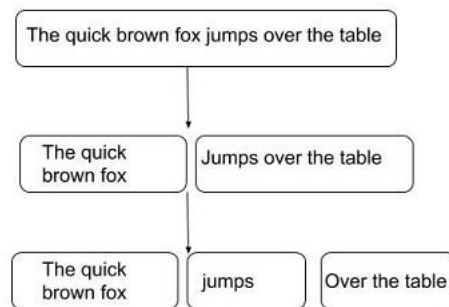 The quick brown fox jumps over the table
The quick
brown fox
Jumps over the table
The quick
brown fox
jumps
Over the table